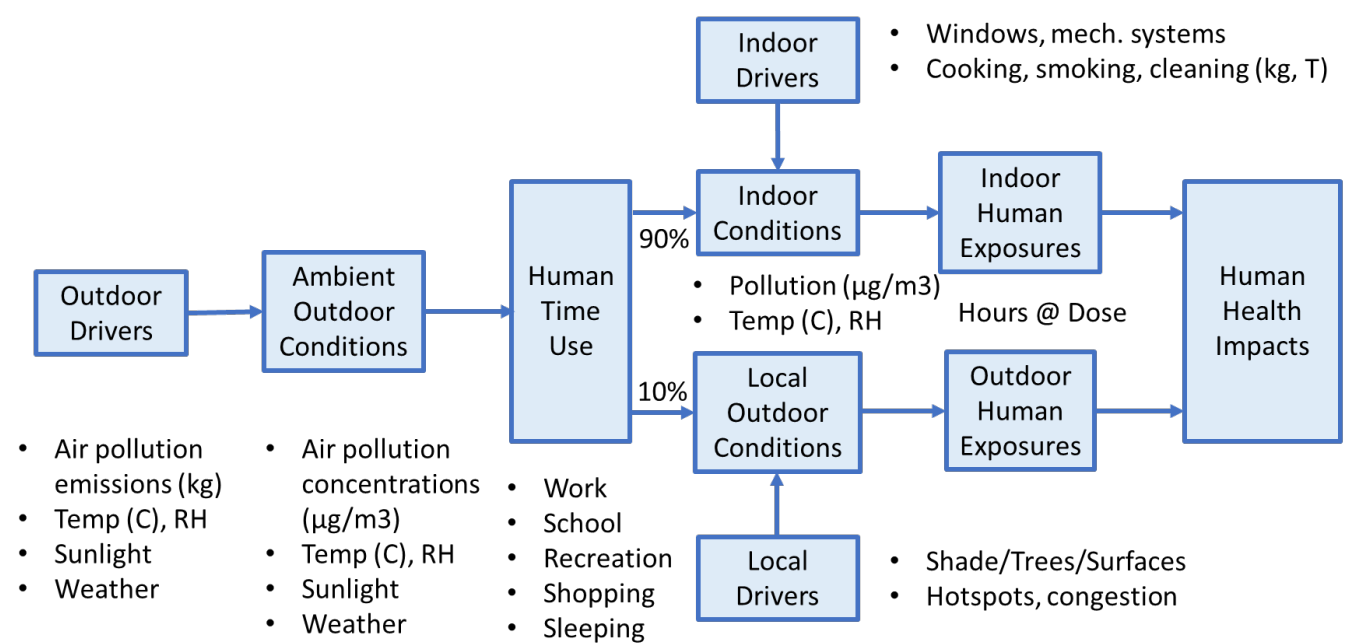 Indoor
Drivers
• Windows, mech. systems
• Cooking, smoking, cleaning (kg, T)
Outdoor
Drivers
Ambient
Outdoor
Conditions
Human
Time
Use
90%
10%
Indoor
Conditions
• Pollution (µg/m3)
• Temp (C), RH
Indoor
Human
Exposures
Hours @ Dose
Local
Outdoor
Conditions
Outdoor
Human
Exposures
Human
Health
Impacts
• Air pollution
emissions (kg)
• Temp (C), RH
• Sunlight
• Weather
• Air pollution
concentrations
(µg/m3)
• Temp (C), RH
• Sunlight
• Weather
• Work
• School
• Recreation
• Shopping
• Sleeping
Local
Drivers
• Shade/Trees/Surfaces
• Hotspots, congestion